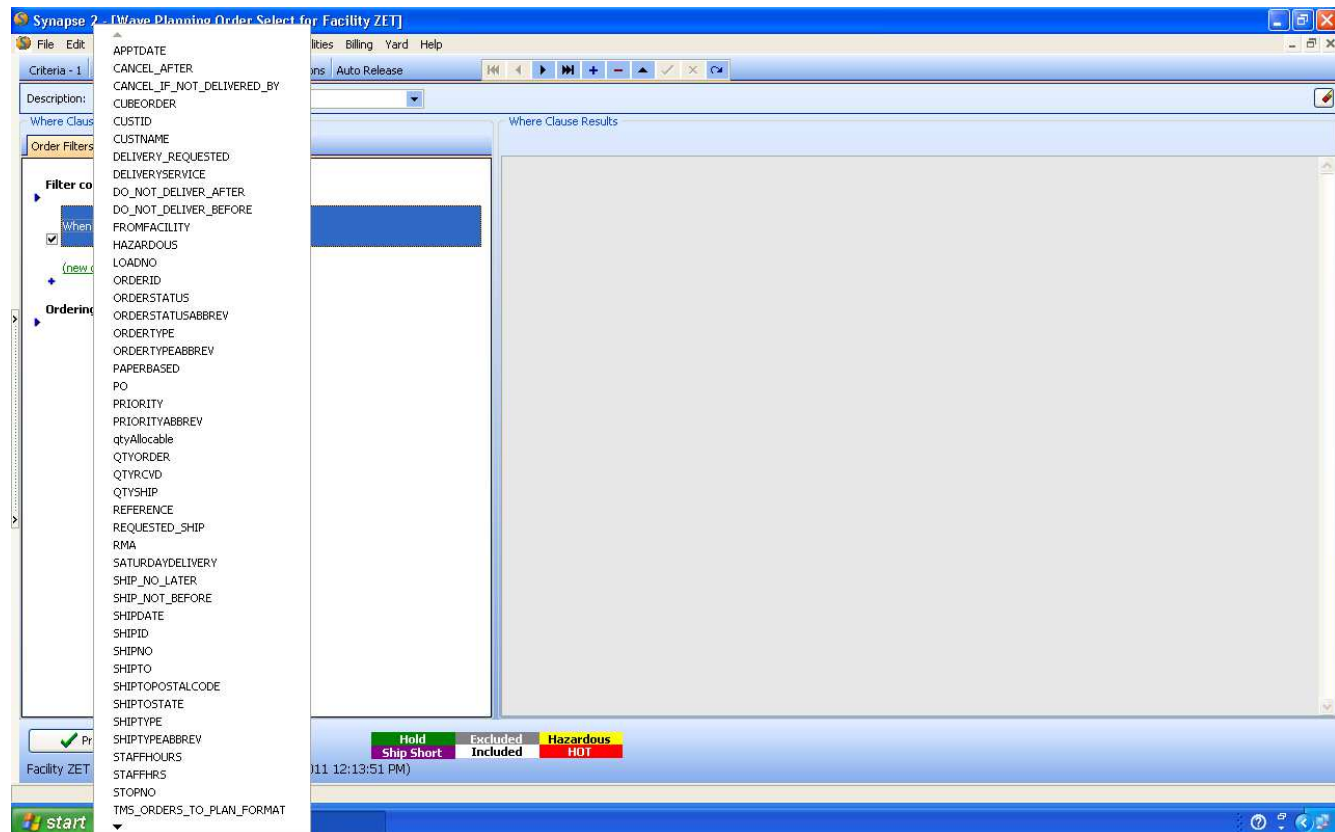 Synapse 2 - [Wave Planning Order Select for Facility ZET]
File Edit lities Billing Yard Help
Criteria - 1 ons Auto Release
Description:
Where Claus
Where Clause Results
Order Filters
Filter co
When
(new
Ordering
APPTDATE
CANCEL_AFTER
CANCEL_IF_NOT_DELIVERED_BY
CUBEORDER
CUSTID
CUSTNAME
DELIVERY_REQUESTED
DELIVERYSERVICE
DO_NOT_DELIVER_AFTER
DO_NOT_DELIVER_BEFORE
FROMFACILITY
HAZARDOUS
LOADNO
ORDERID
ORDERSTATUS
ORDERSTATUSABBREV
ORDERTYPE
ORDERTYPEABBREV
PAPERBASED
PO
PRIORITY
PRIORITYABBREV
qtyAllocable
QTYORDER
QTYRCVD
QTYSHIP
REFERENCE
REQUESTED_SHIP
RMA
SATURDAYDELIVERY
SHIP_NO_LATER
SHIP_NOT_BEFORE
SHIPDATE
SHIPID
SHIPNO
SHIPTO
SHIPTOPOSTALCODE
SHIPTOSTATE
SHIPTYPE
SHIPTYPEABBREV
STAFFHOURS
STAFFHRS
STOPNO
TMS_ORDERS_TO_PLAN_FORMAT
Pr
Hold Excluded Hazardous
Ship Short Included HOT
Facility ZET 011 12:13:51 PM)
start